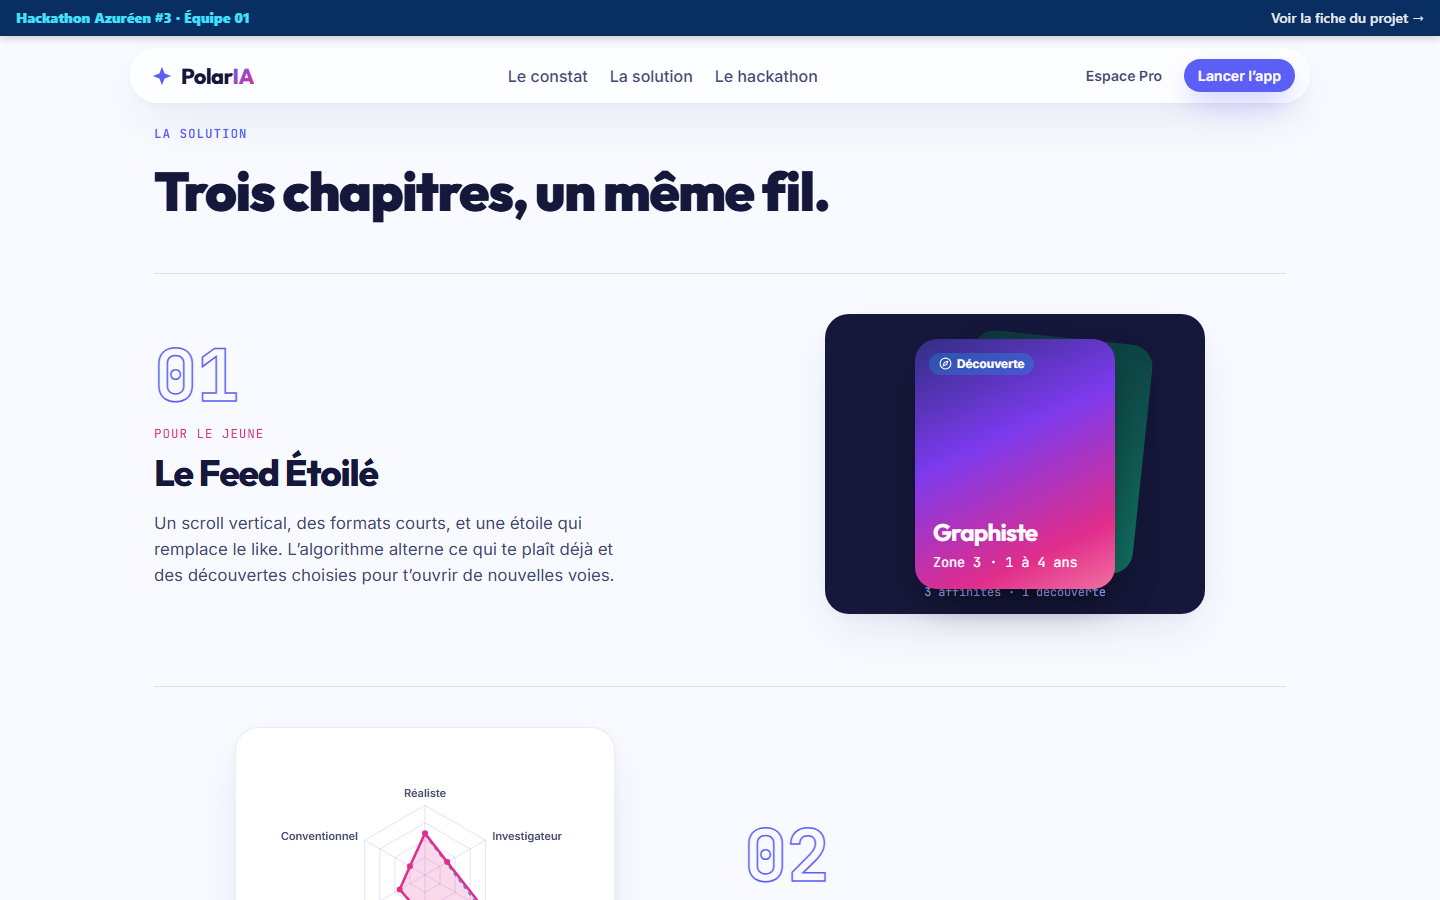 Hackathon Azuréen #3 · Équipe 01
Voir la fiche du projet →
PolarIA
Le constat
La solution
Le hackathon
Espace Pro
Lancer l’app
LA SOLUTION
Trois chapitres, un même fil.
01
POUR LE JEUNE
Le Feed Étoilé
Un scroll vertical, des formats courts, et une étoile qui
remplace le like. L’algorithme alterne ce qui te plaît déjà et
des découvertes choisies pour t’ouvrir de nouvelles voies.
Découverte
Graphiste
Zone 3 · 1 à 4 ans
3 affinités · 1 découverte
Réaliste
Conventionnel
Investigateur
02